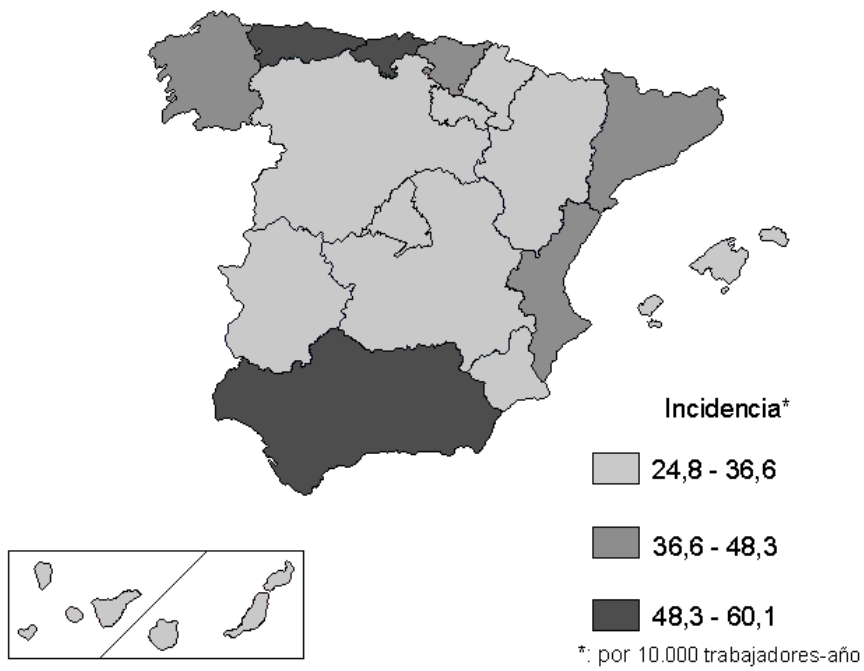 Incidencia*
24,8 - 36,6
36,6 - 48,3
48,3 - 60,1
*: por 10.000 trabajadores-año